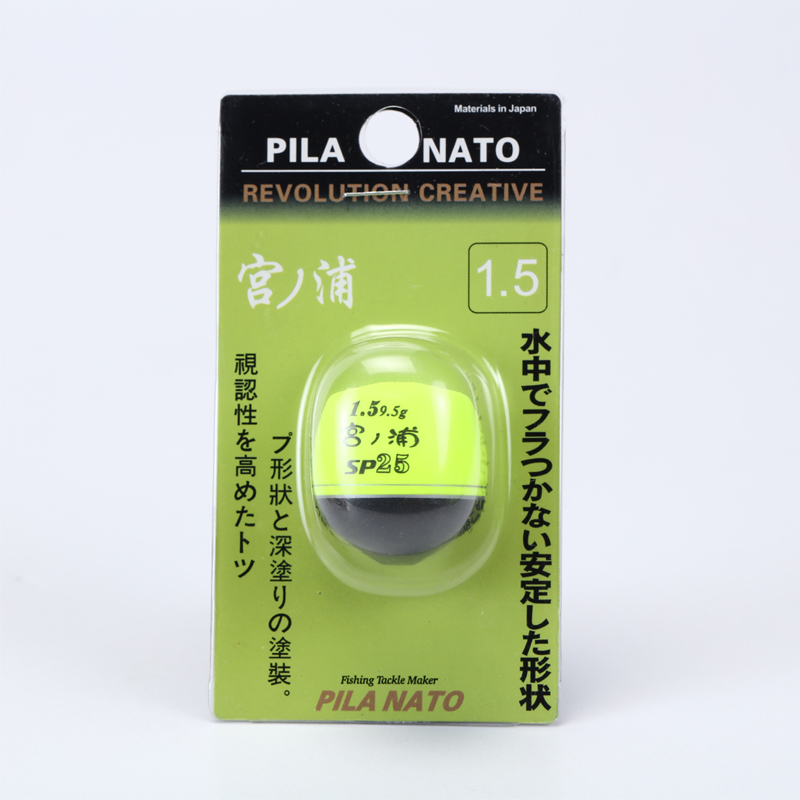 Materials in Japan
PILA NATO
REVOLUTION CREATIVE
宮ノ浦
1.5
水中でフラつかない安定した形状
視認性を高めたトツ
プ形状と深塗りの塗装。
1.5 9.5g
宮ノ浦
SP25
Fishing Tackle Maker
PILA NATO